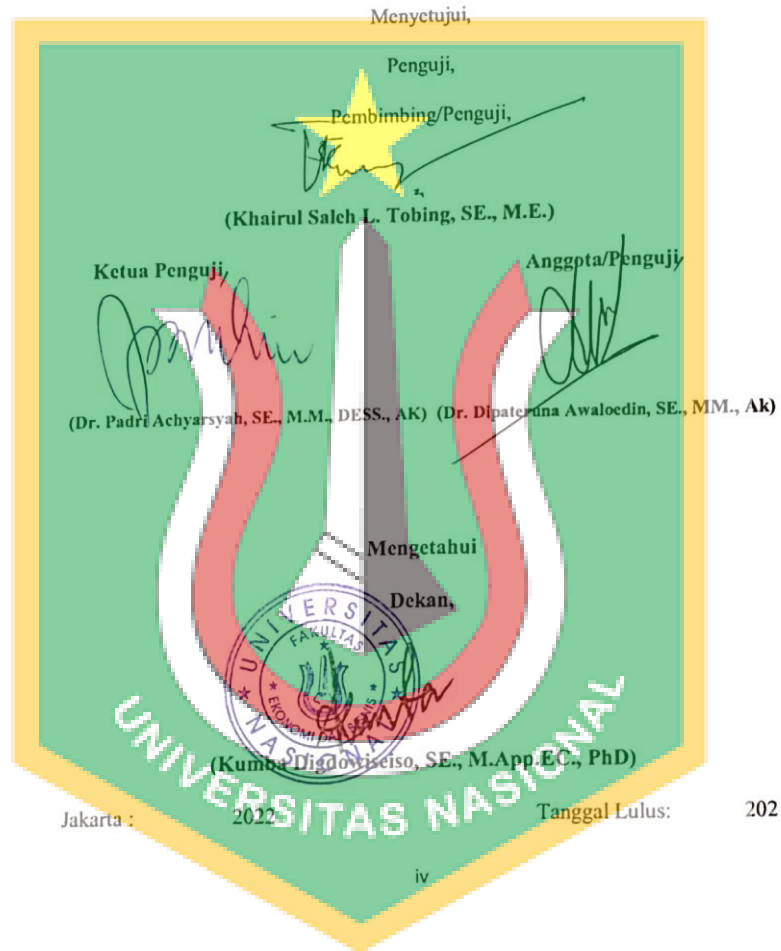 Menyetujui,
Penguji,
Pembimbing/Penguji,
(Khairul Saleh L. Tobing, SE., M.E.)
Ketua Penguji, Anggota/Penguji,
(Dr. Padri Achyarsyah, SE., M.M., DESS., AK) (Dr. Dipateruna Awaloedin, SE., MM., Ak)
Mengetahui
Dekan,
UNIVERSITAS NASIONAL
FAKULTAS
EKONOMI DAN BISNIS
(Kumba Digdowiseiso, SE., M.App.EC., PhD)
UNIVERSITAS NASIONAL
Jakarta : 2022 Tanggal Lulus: 202
iv